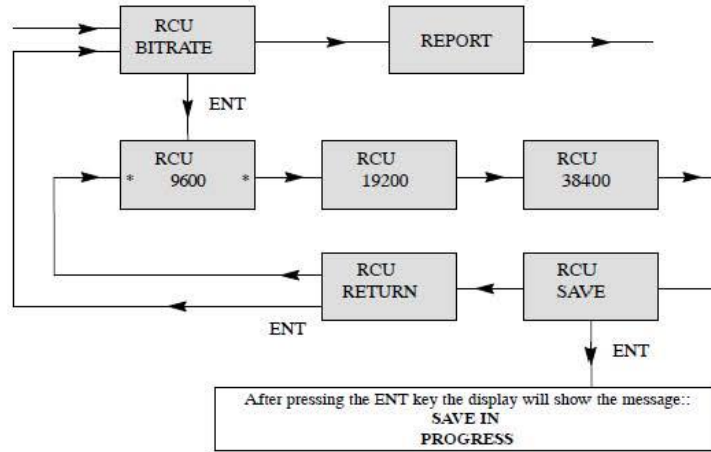 RCU
BITRATE
REPORT
ENT
RCU
* 9600 *
RCU
19200
RCU
38400
RCU
RETURN
RCU
SAVE
ENT
ENT
After pressing the ENT key the display will show the message::
SAVE IN
PROGRESS